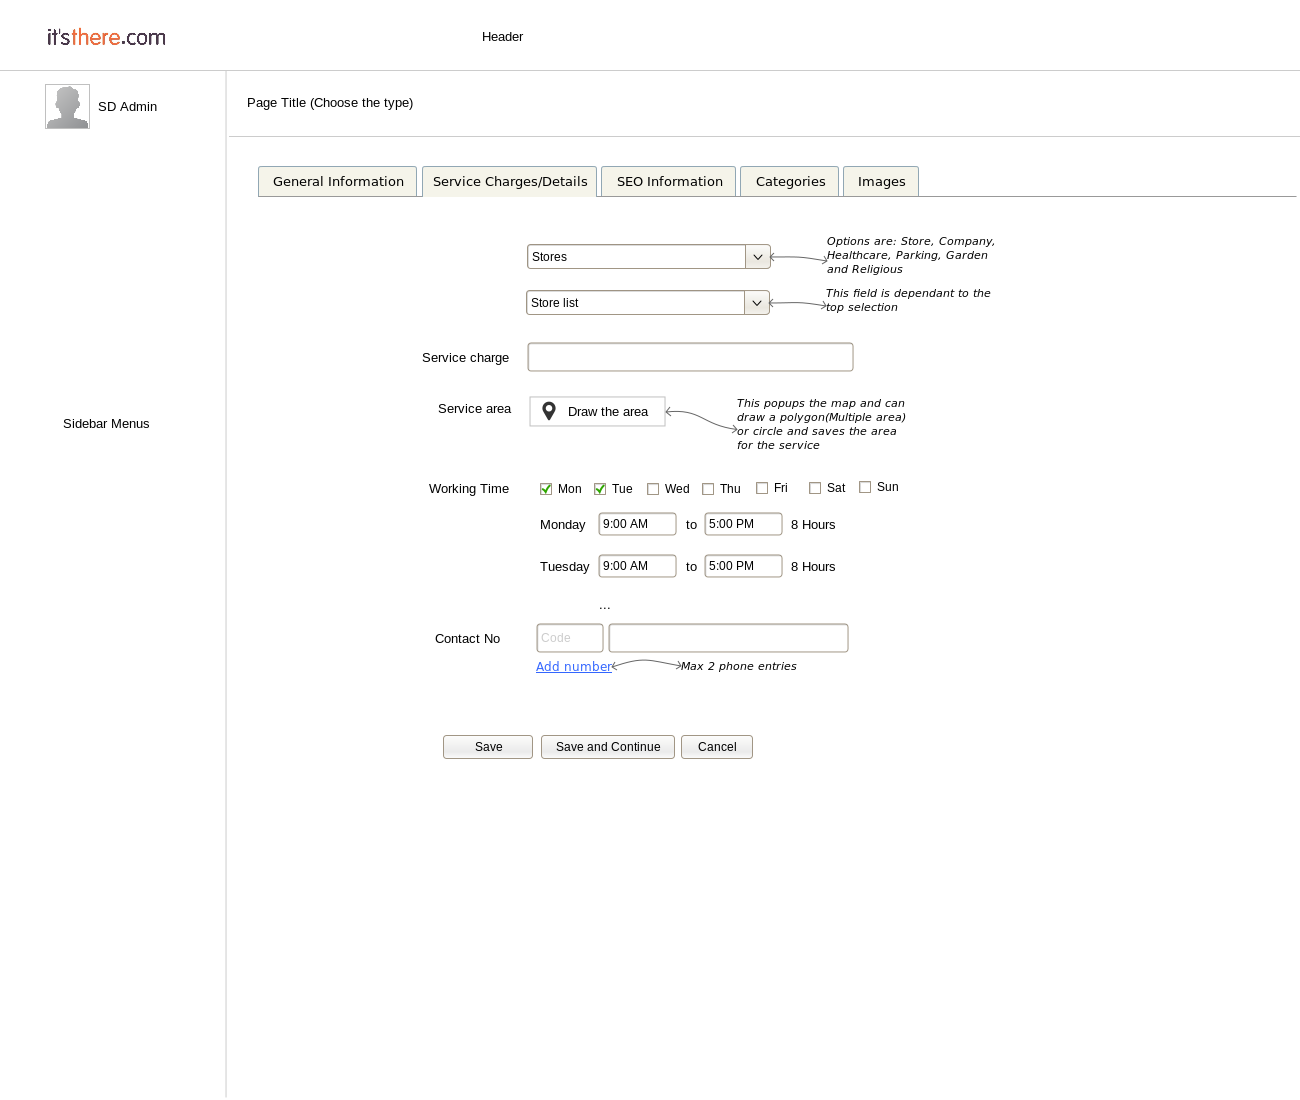 it'sthere.com
Header
SD Admin
Page Title (Choose the type)
General Information Service Charges/Details SEO Information Categories Images
Stores
Options are: Store, Company,
Healthcare, Parking, Garden
and Religious
Store list
This field is dependant to the
top selection
Service charge
Service area
Draw the area
This popups the map and can
draw a polygon(Multiple area)
or circle and saves the area
for the service
Sidebar Menus
Working Time Mon Tue Wed Thu Fri Sat Sun
Monday 9:00 AM to 5:00 PM 8 Hours
Tuesday 9:00 AM to 5:00 PM 8 Hours
...
Contact No Code
Add number
Max 2 phone entries
Save Save and Continue Cancel